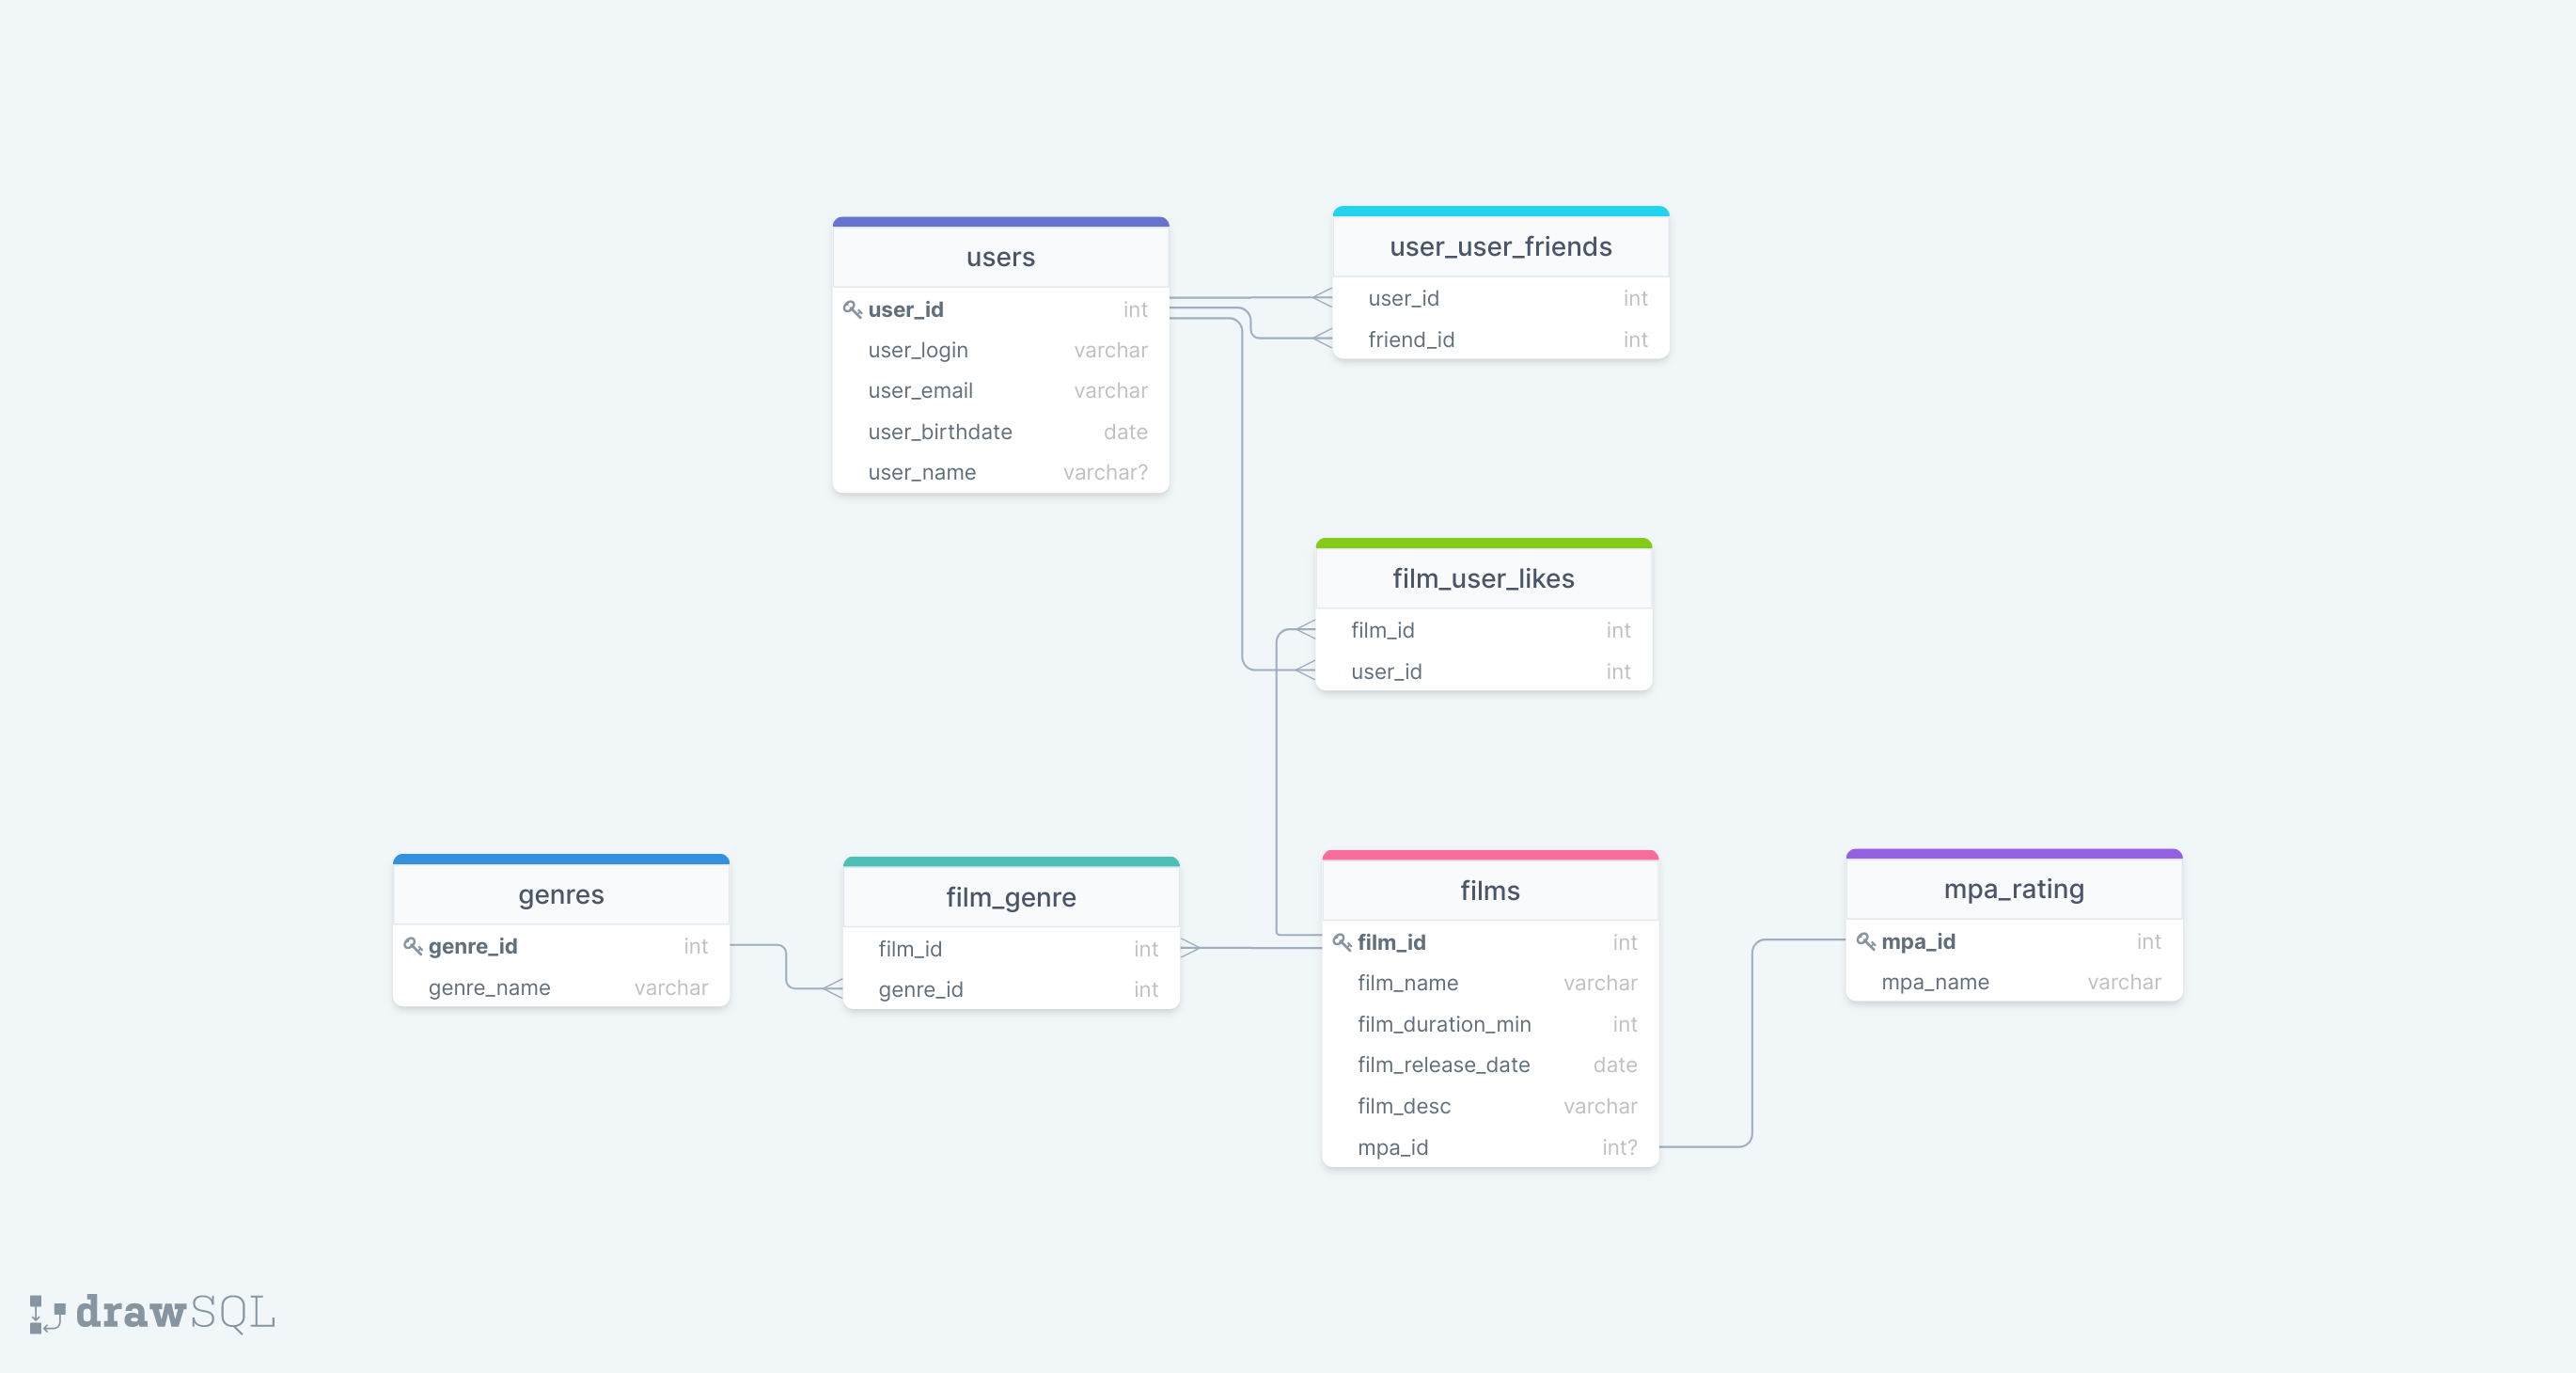 users
user_id int
user_login varchar
user_email varchar
user_birthdate date
user_name varchar?
user_user_friends
user_id int
friend_id int
film_user_likes
film_id int
user_id int
genres
genre_id int
genre_name varchar
film_genre
film_id int
genre_id int
films
film_id int
film_name varchar
film_duration_min int
film_release_date date
film_desc varchar
mpa_id int?
mpa_rating
mpa_id int
mpa_name varchar
drawSQL